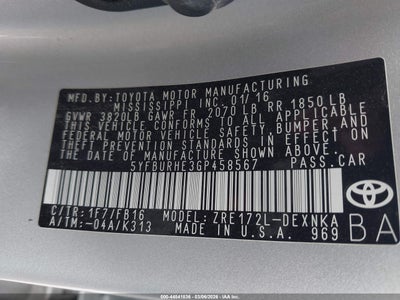 MFD.BY:TOYOTA MOTOR MANUFACTURING
MISSISSIPPI INC. 01/16
GVWR 3820LB GAWR FR 2070 LB RR 1850LB
THIS VEHICLE CONFORMS TO ALL APPLICABLE
FEDERAL MOTOR VEHICLE SAFETY, BUMPER, AND
THEFT PREVENTION STANDARDS IN EFFECT ON
THE DATE OF MANUFACTURE SHOWN ABOVE.
5YFBURHE3GP458567 PASS.CAR
C/TR:1F7/FB16 MODEL:ZRE172L-DEXNKA
A/TM:-04A/K313 MADE IN U.S.A. 969
TOYOTA
BA